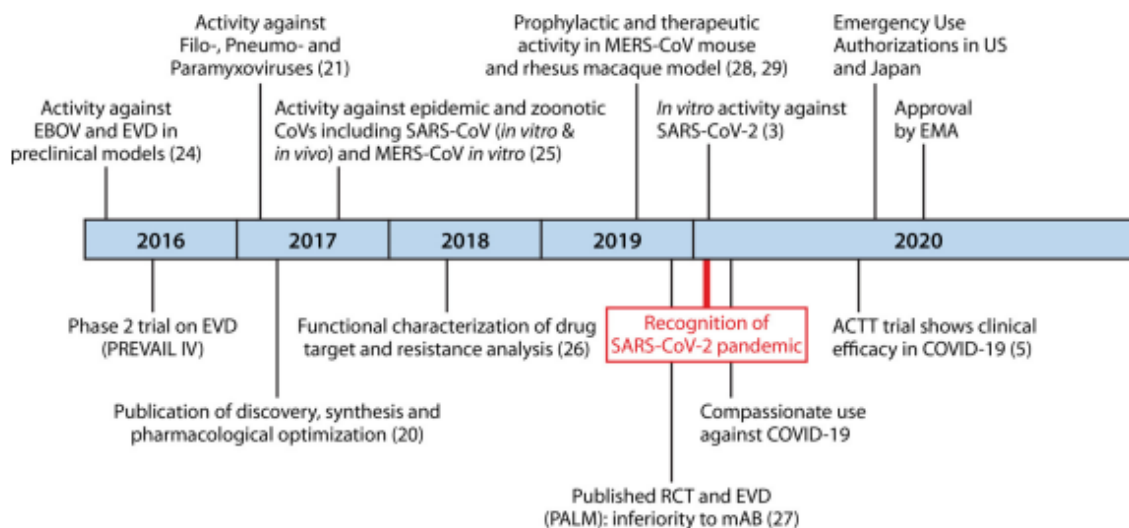 Activity against
Filo-, Pneumo- and
Paramyxoviruses (21)
Prophylactic and therapeutic
activity in MERS-CoV mouse
and rhesus macaque model (28, 29)
Emergency Use
Authorizations in US
and Japan
Activity against
EBOV and EVD in
preclinical models (24)
Activity against epidemic and zoonotic
CoVs including SARS-CoV (in vitro &
in vivo) and MERS-CoV in vitro (25)
In vitro activity against
SARS-CoV-2 (3)
Approval
by EMA
2016
2017
2018
2019
2020
Phase 2 trial on EVD
(PREVAIL IV)
Functional characterization of drug
target and resistance analysis (26)
Recognition of
SARS-CoV-2 pandemic
ACTT trial shows clinical
efficacy in COVID-19 (5)
Publication of discovery, synthesis and
pharmacological optimization (20)
Compassionate use
against COVID-19
Published RCT and EVD
(PALM): inferiority to mAB (27)